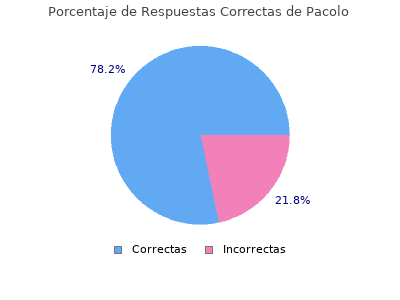 Porcentaje de Respuestas Correctas de Pacolo
78.2%
21.8%
Correctas
Incorrectas